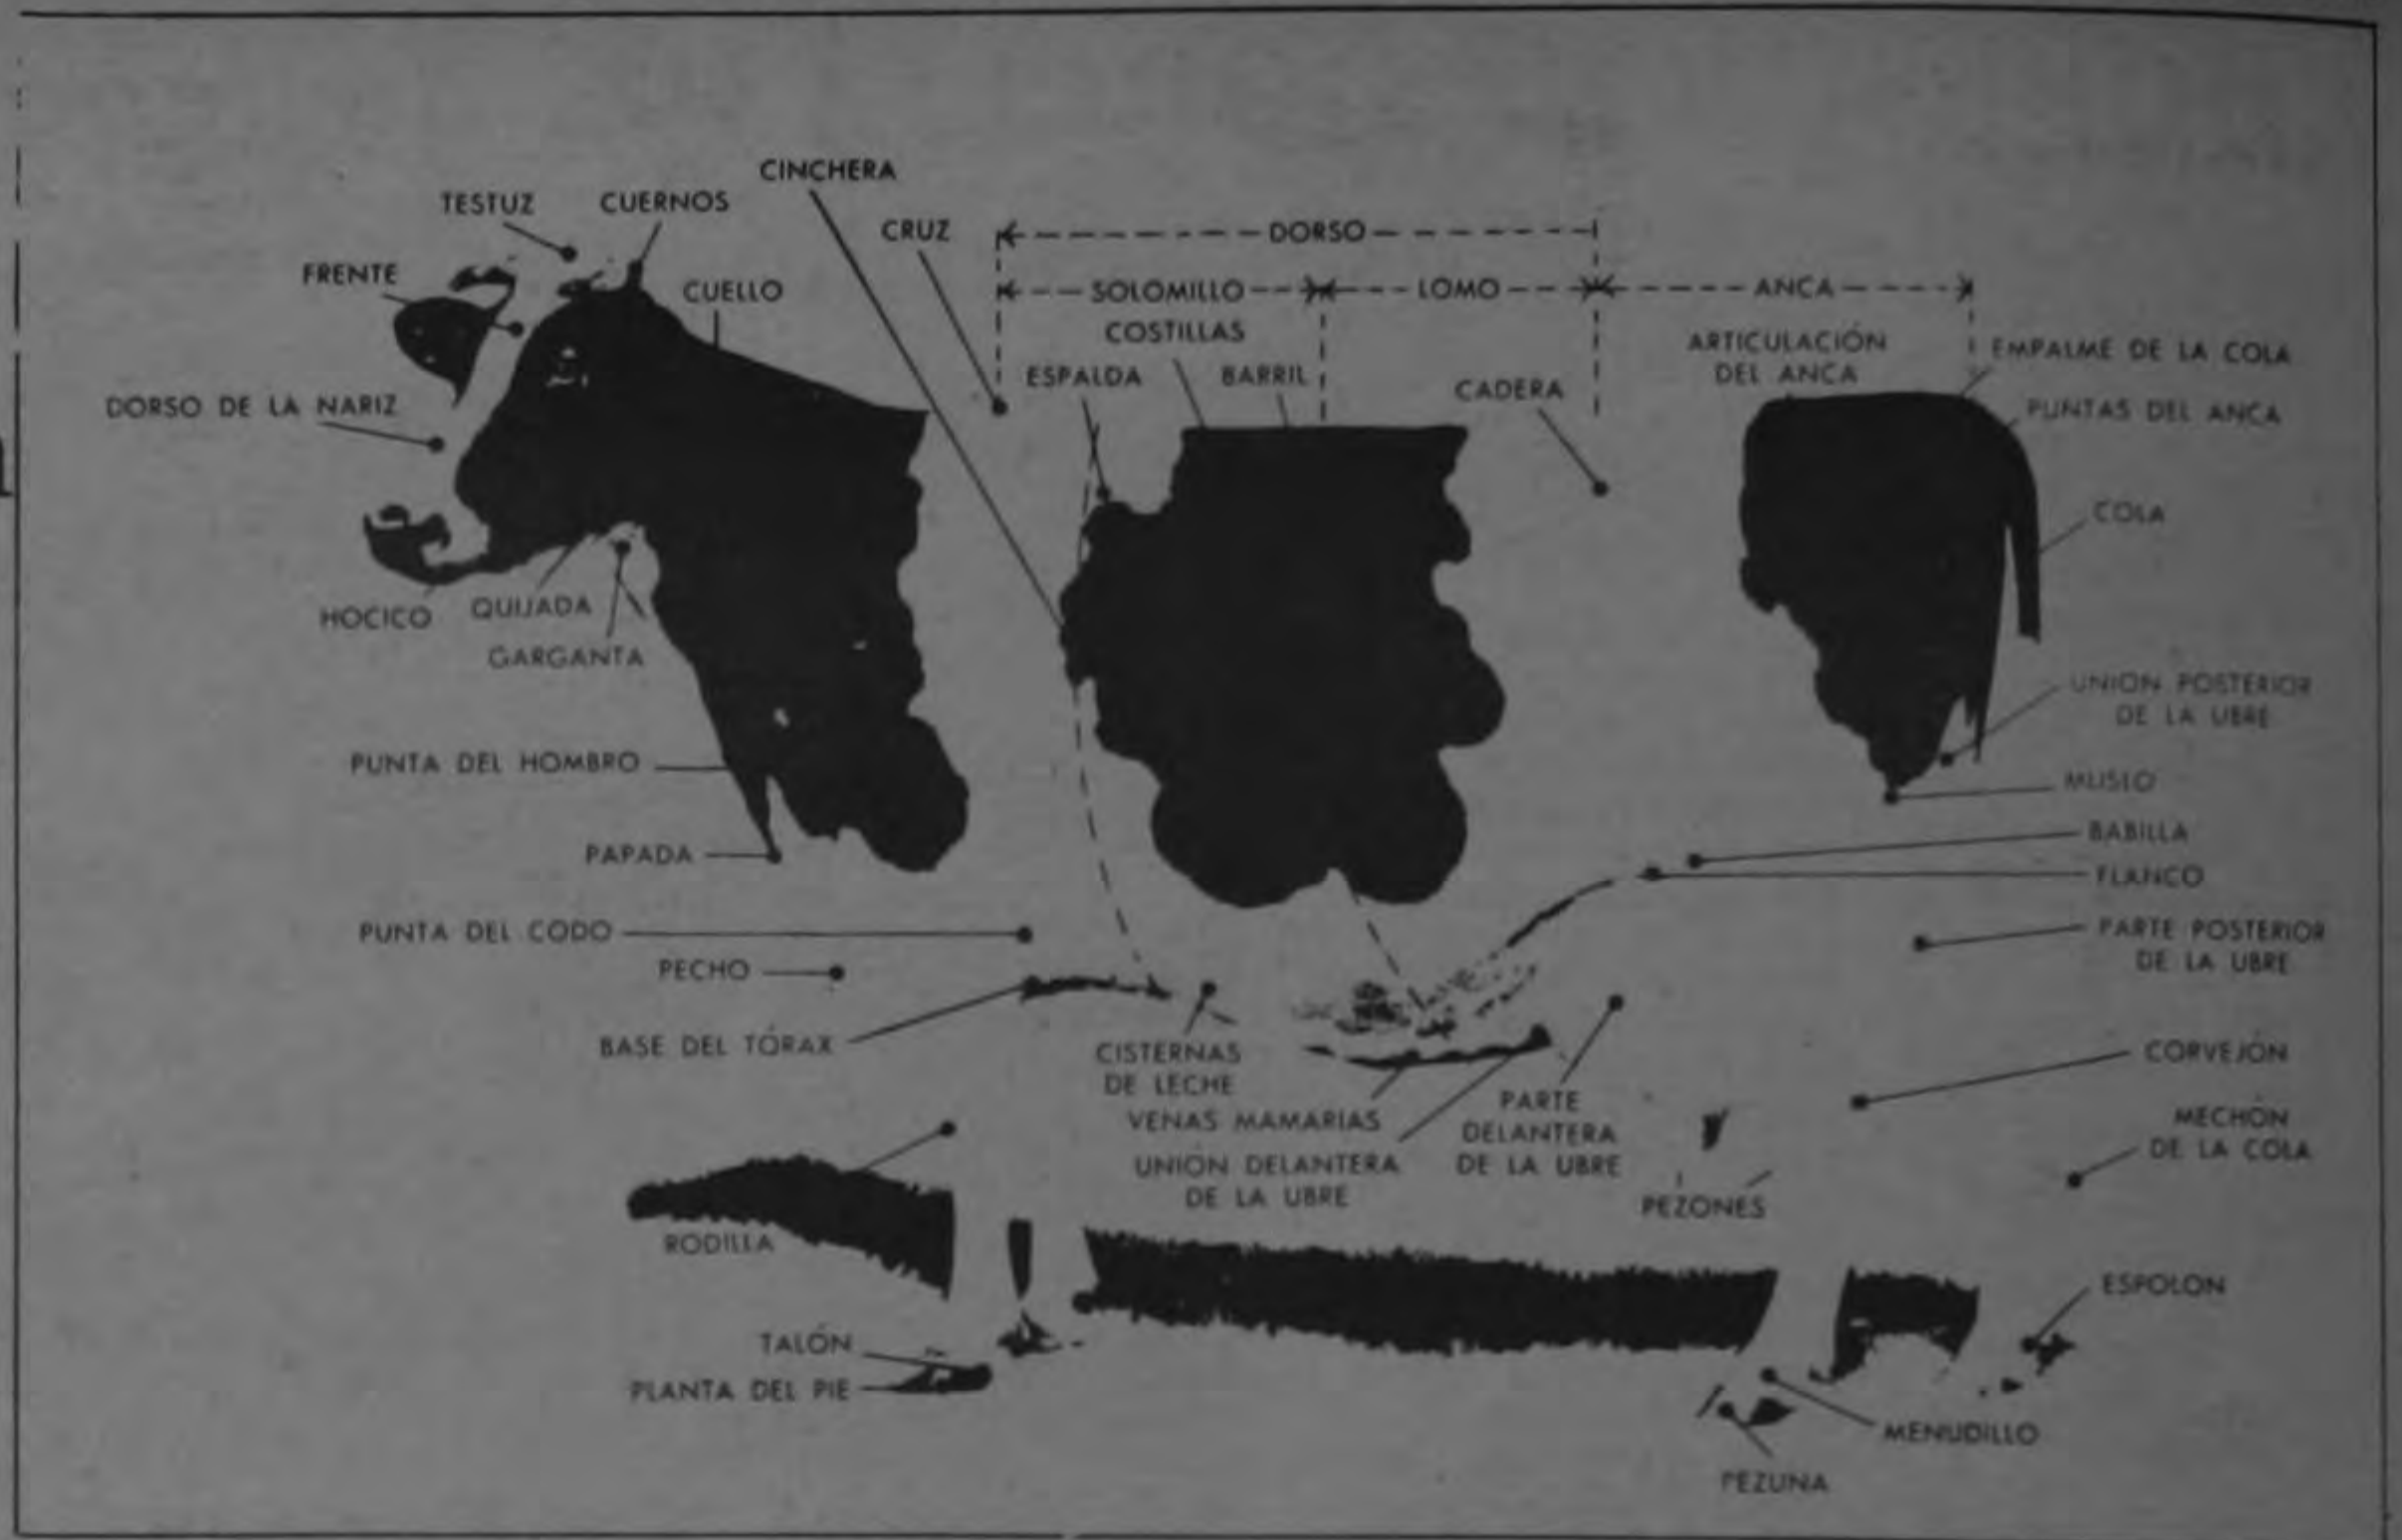 CINCHERA
TESTUZ
CUERNOS
CRUZ
DORSO
FRENTE
CUELLO
SOLOMILLO
LOMO
ANCA
COSTILLAS
ARTICULACIÓN
DEL ANCA
EMPALME DE LA COLA
ESPALDA
BARRIL
CADERA
DORSO DE LA NARIZ
PUNTAS DEL ANCA
COLA
HOCICO
QUIJADA
GARGANTA
UNIÓN POSTERIOR
DE LA UBRE
PUNTA DEL HOMBRO
MUSLO
BABILLA
PAPADA
FLANCO
PUNTA DEL CODO
PARTE POSTERIOR
DE LA UBRE
PECHO
BASE DEL TÓRAX
CISTERNAS
DE LECHE
CORVEJÓN
VENAS MAMARIAS
PARTE
DELANTERA
DE LA UBRE
MECHÓN
DE LA COLA
UNIÓN DELANTERA
DE LA UBRE
PEZONES
RODILLA
ESPOLON
TALÓN
PLANTA DEL PIE
MENUDILLO
PEZUNA